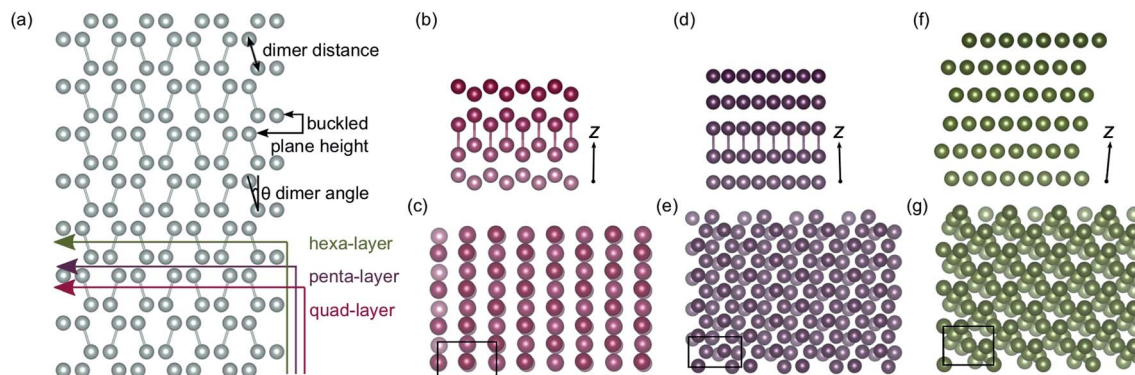 (a)
dimer distance
buckled
plane height
θ dimer angle
hexa-layer
penta-layer
quad-layer
(b)
z
(c)
(d)
z
(e)
(f)
z
(g)